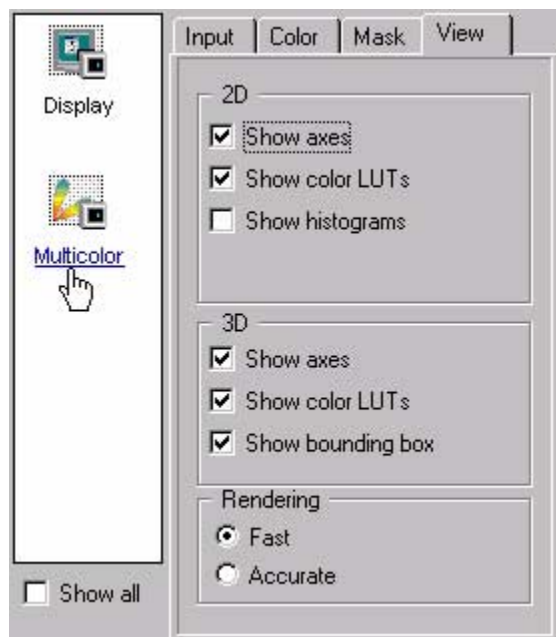 Display
Multicolor
Show all
Input Color Mask View
2D
Show axes
Show color LUTs
Show histograms
3D
Show axes
Show color LUTs
Show bounding box
Rendering
Fast
Accurate